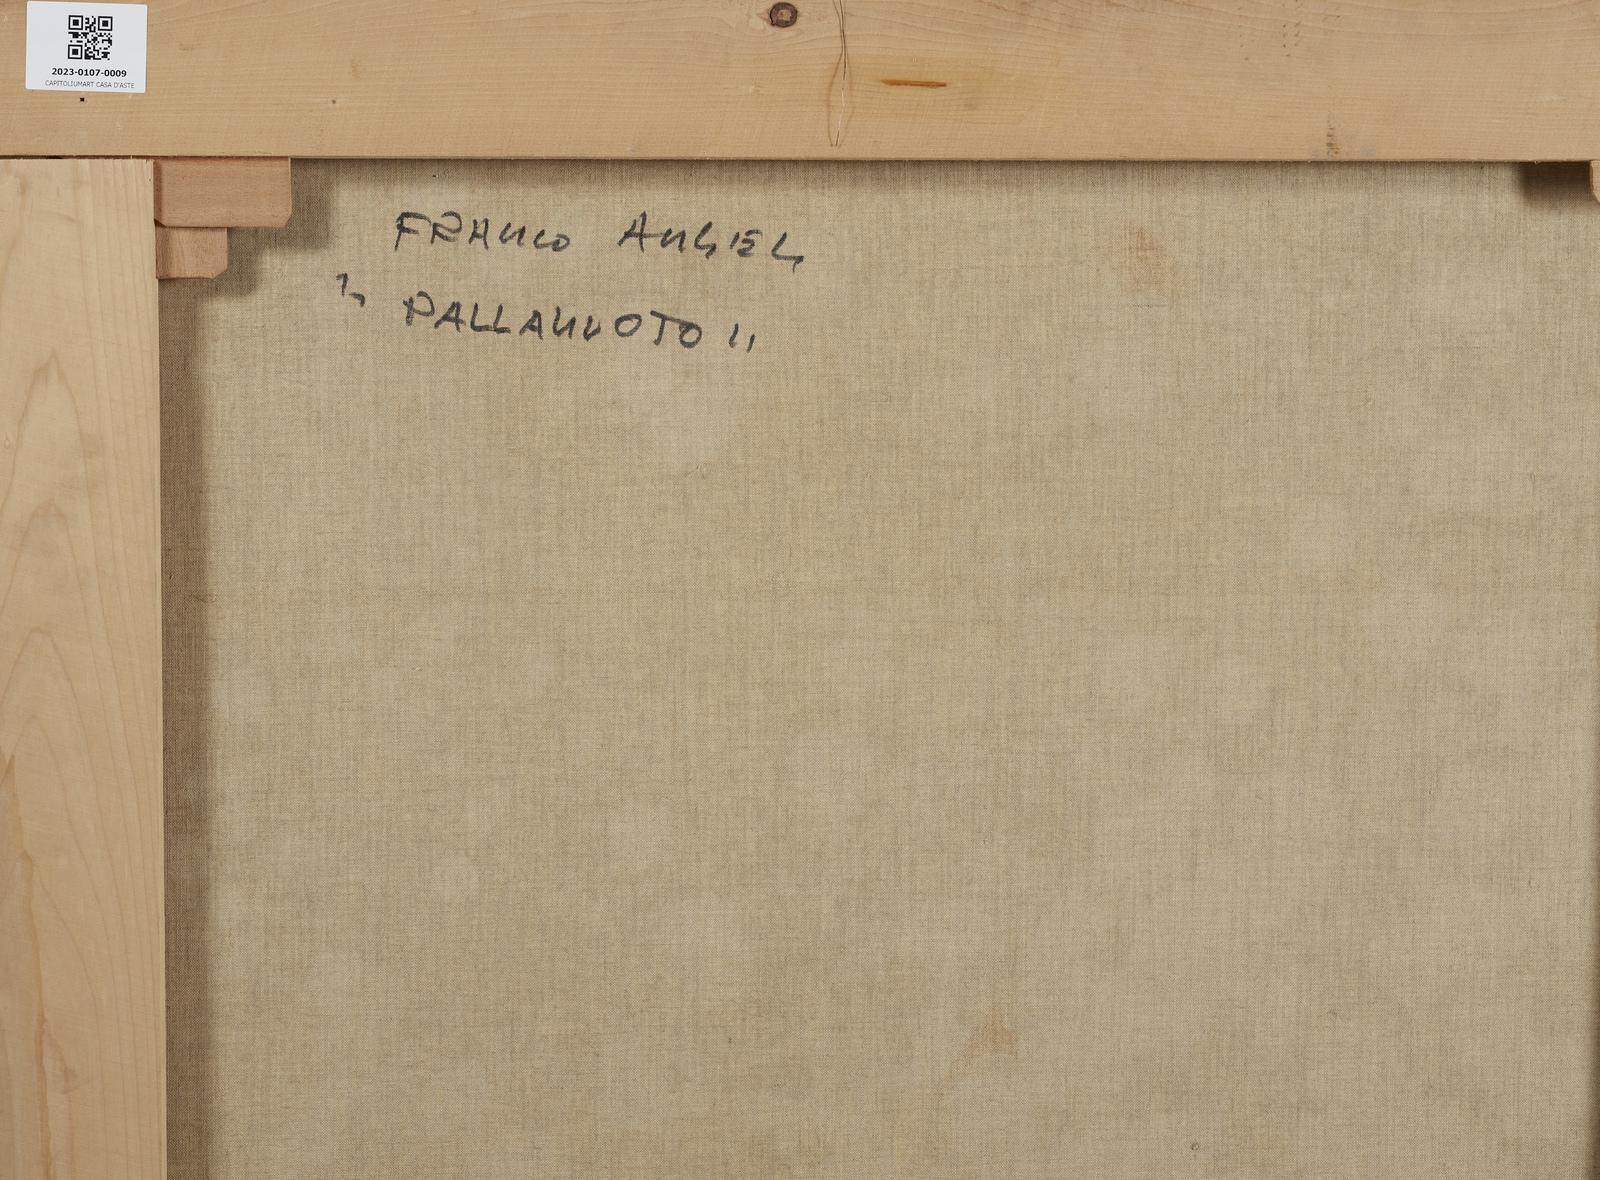 2023-0107-0009
CAPITOLIUMART CASA D'ASTE
FRANCO ANGELI
" PALLANUOTO "